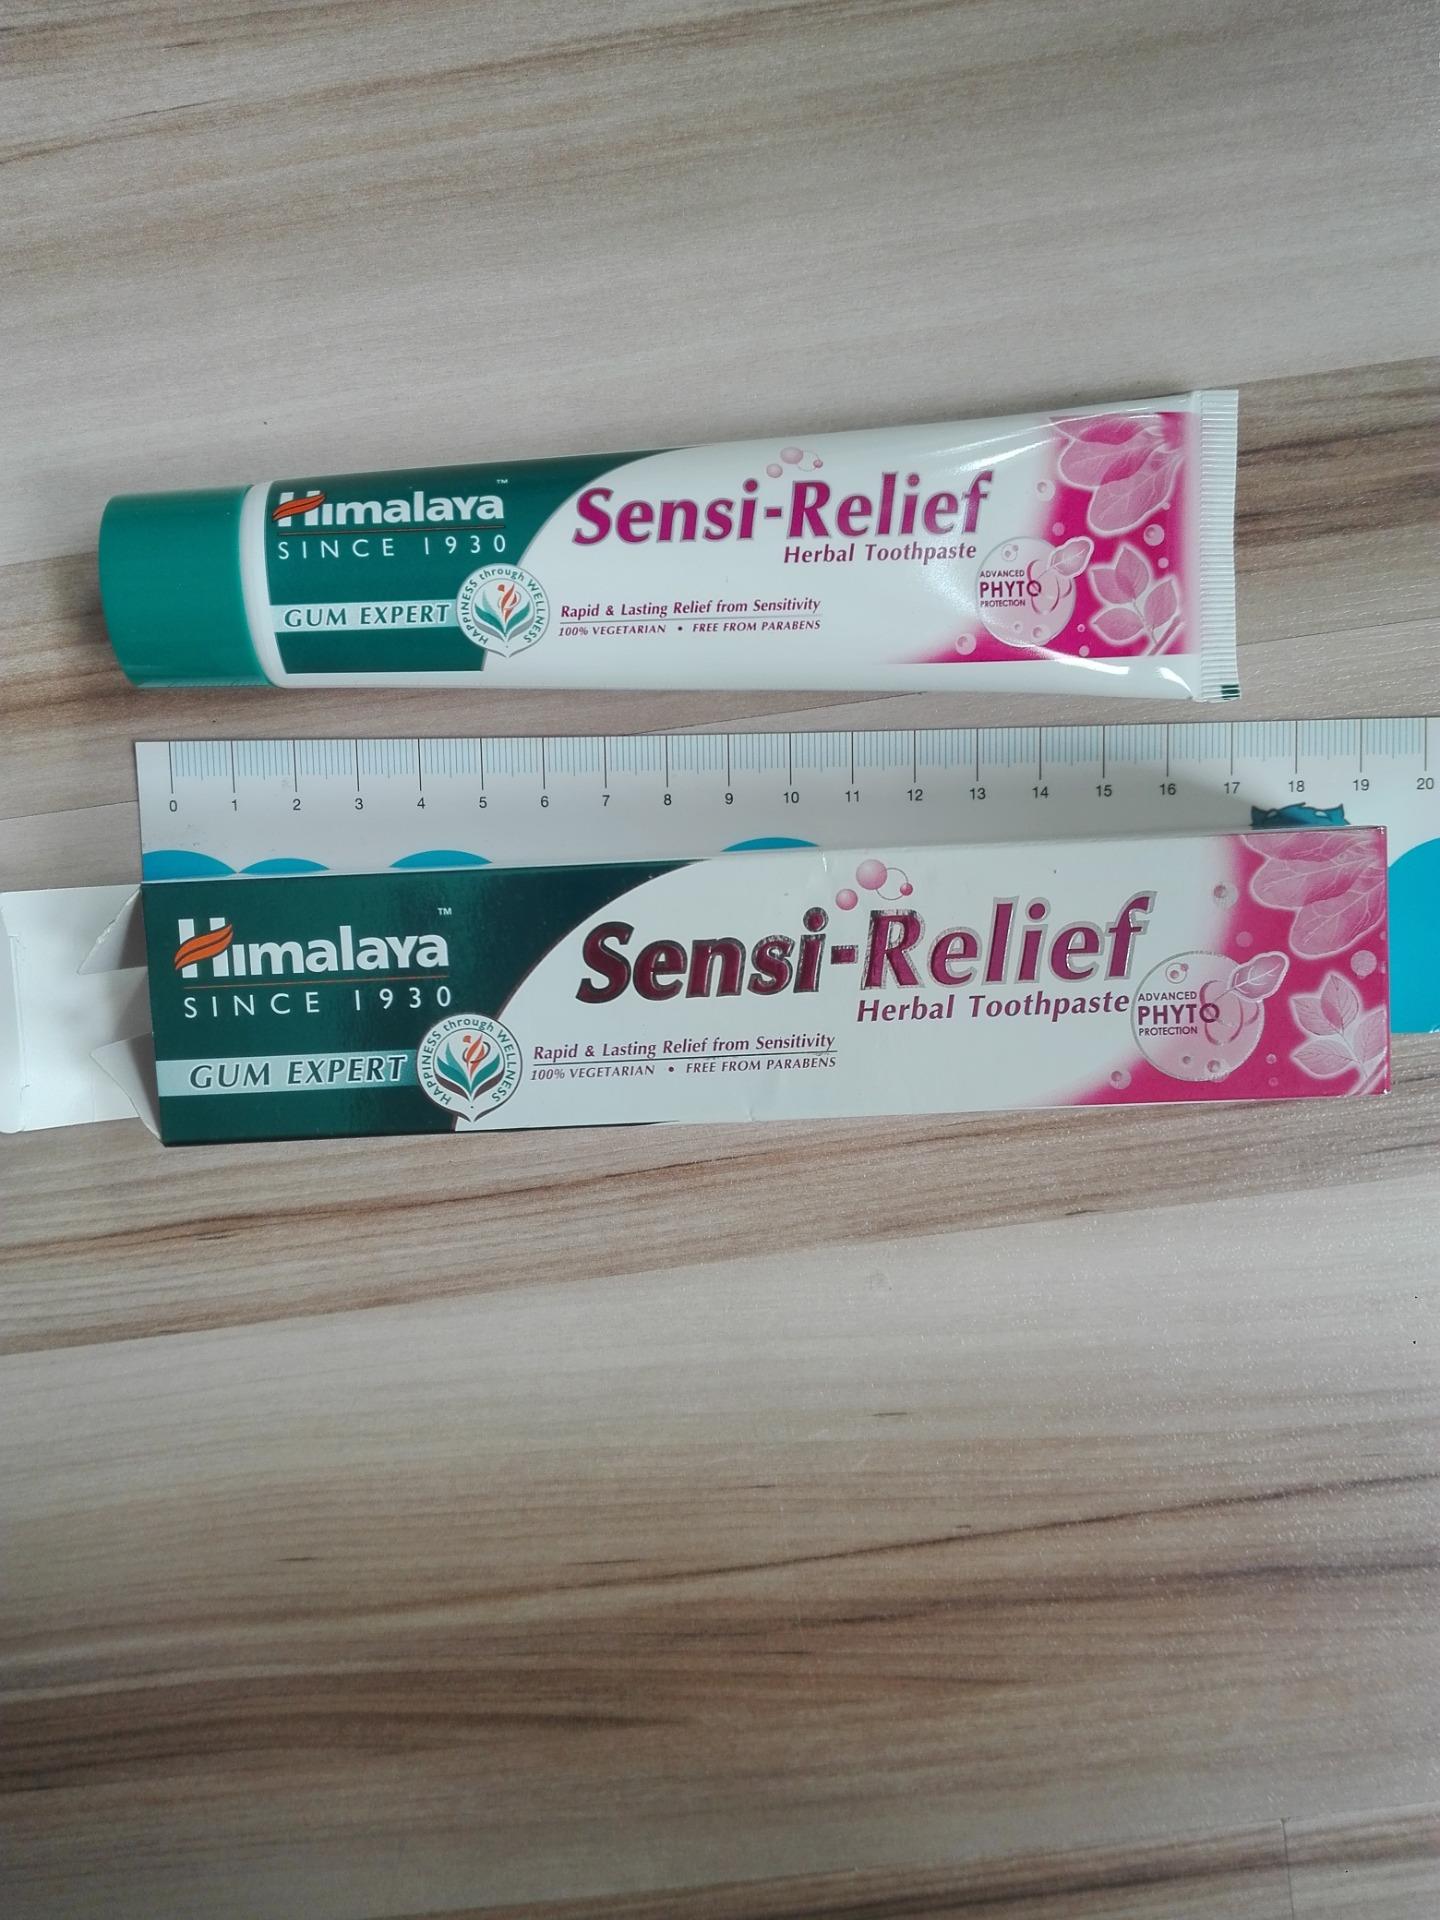 Himalaya™
SINCE 1930
GUM EXPERT
HAPPINESS through WELLNESS
Sensi-Relief
Herbal Toothpaste
Rapid & Lasting Relief from Sensitivity
100% VEGETARIAN • FREE FROM PARABENS
ADVANCED
PHYTO
PROTECTION
0 1 2 3 4 5 6 7 8 9 10 11 12 13 14 15 16 17 18 19 20
Himalaya™
SINCE 1930
GUM EXPERT
HAPPINESS through WELLNESS
Sensi-Relief
Herbal Toothpaste
Rapid & Lasting Relief from Sensitivity
100% VEGETARIAN • FREE FROM PARABENS
ADVANCED
PHYTO
PROTECTION